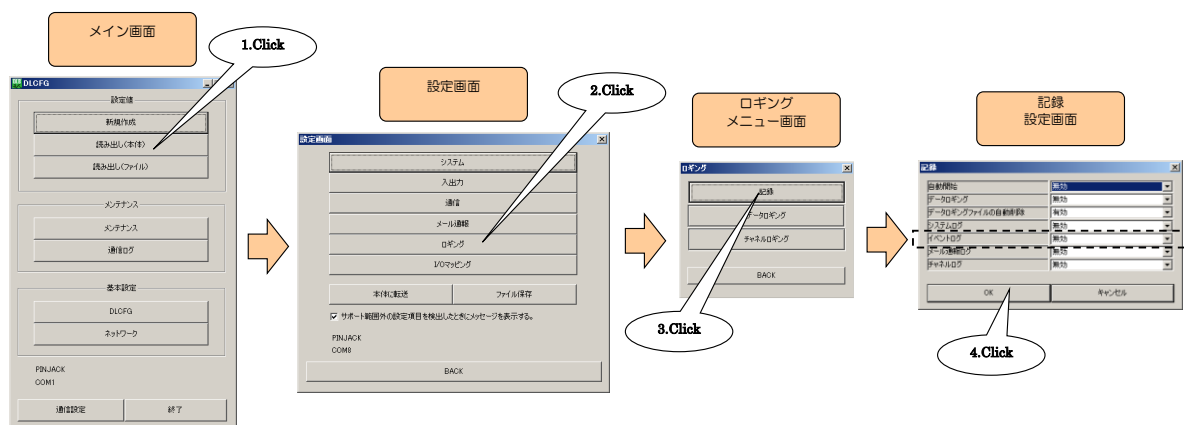 メイン画面
1.Click
DLCFG
設定値
新規作成
読み出し(本体)
読み出し(ファイル)
メンテナンス
メンテナンス
通信ログ
基本設定
DLCFG
ネットワーク
PINJACK
COM1
通信設定
終了
設定画面
2.Click
設定画面
システム
入出力
通信
メール通報
ロギング
I/Oマッピング
本体に転送
ファイル保存
サポート範囲外の設定項目を検出したときにメッセージを表示する。
PINJACK
COM8
BACK
ロギング
メニュー画面
ロギング
記録
データロギング
チャネルロギング
BACK
3.Click
記録
設定画面
記録
自動開始 無効
データロギング 無効
データロギングファイルの自動削除 有効
システムログ 無効
イベントログ 無効
メール通報ログ 無効
チャネルログ 無効
OK
キャンセル
4.Click